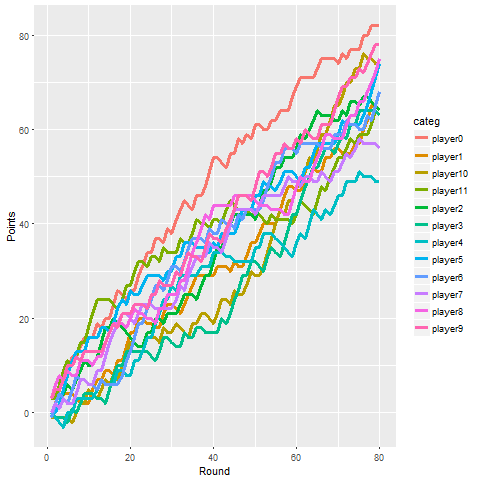 80
60
40
20
0
Points
0
20
40
60
80
Round
categ
player0
player1
player10
player11
player2
player3
player4
player5
player6
player7
player8
player9